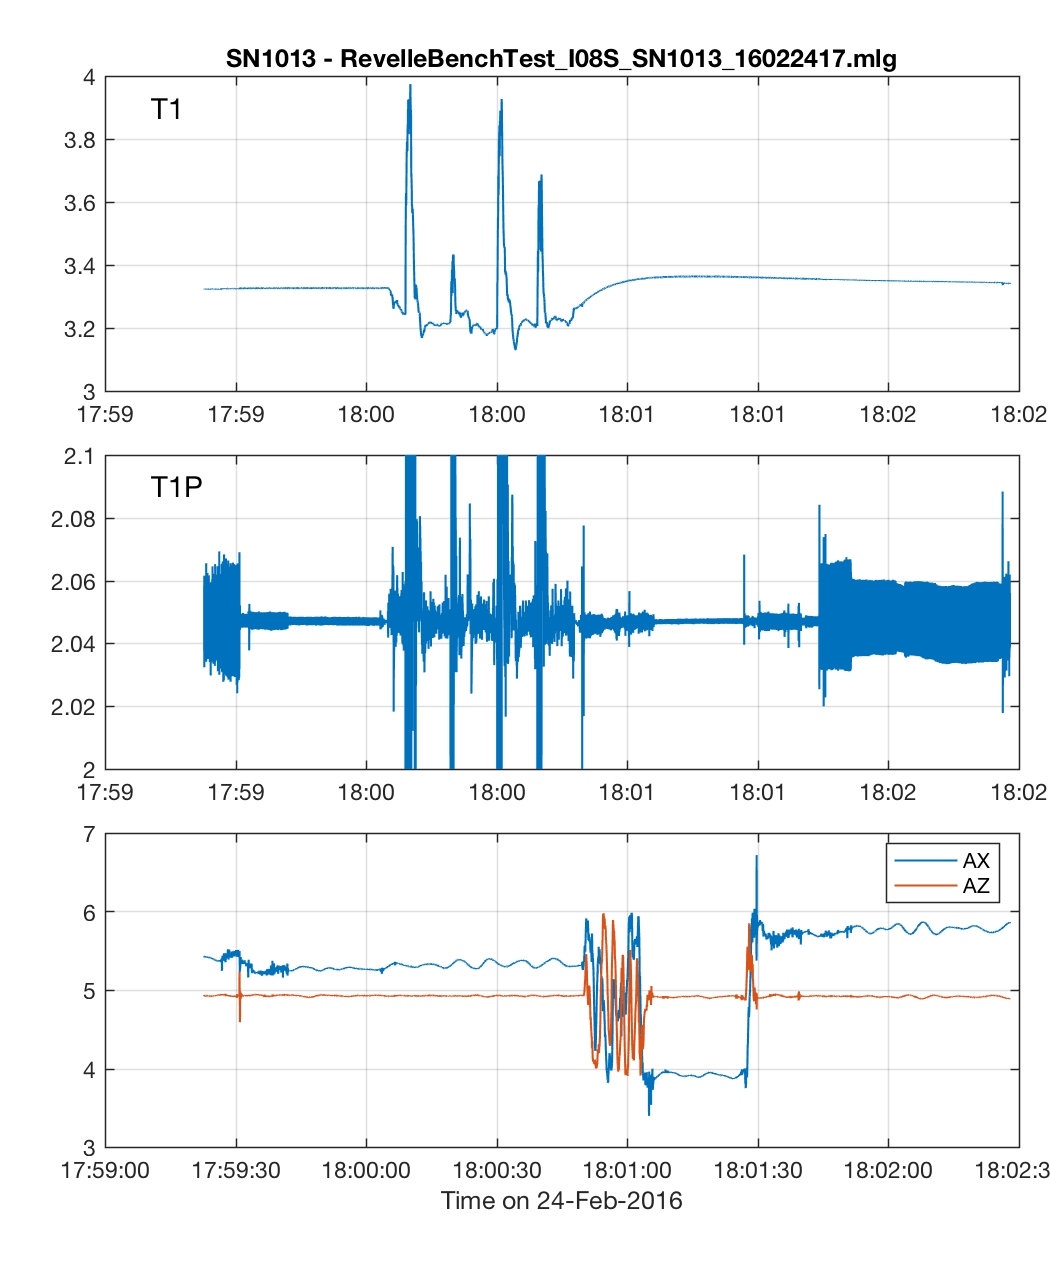 SN1013 - RevelleBenchTest_I08S_SN1013_16022417.mlg
T1
4
3.8
3.6
3.4
3.2
3
17:59 17:59 18:00 18:00 18:01 18:01 18:02 18:02
T1P
2.1
2.08
2.06
2.04
2.02
2
17:59 17:59 18:00 18:00 18:01 18:01 18:02 18:02
7
6
5
4
3
AX
AZ
17:59:00 17:59:30 18:00:00 18:00:30 18:01:00 18:01:30 18:02:00 18:02:3
Time on 24-Feb-2016